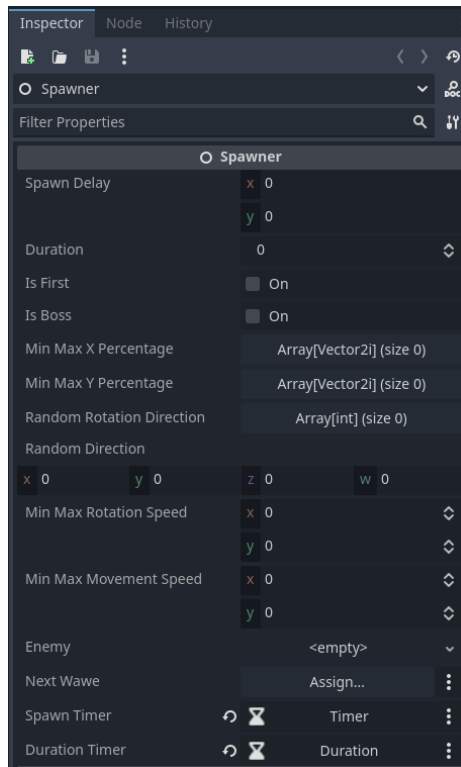 Inspector Node History
Spawner
DOC
Filter Properties
Spawner
Spawn Delay x 0
y 0
Duration 0
Is First On
Is Boss On
Min Max X Percentage Array[Vector2i] (size 0)
Min Max Y Percentage Array[Vector2i] (size 0)
Random Rotation Direction Array[int] (size 0)
Random Direction
x 0 y 0 z 0 w 0
Min Max Rotation Speed x 0
y 0
Min Max Movement Speed x 0
y 0
Enemy <empty>
Next Wawe Assign...
Spawn Timer Timer
Duration Timer Duration